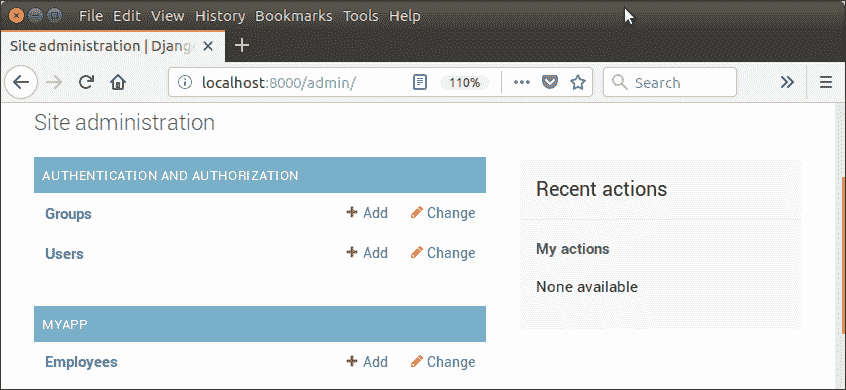 File Edit View History Bookmarks Tools Help
Site administration | Djang
localhost:8000/admin/ 110% Search
Site administration
AUTHENTICATION AND AUTHORIZATION
Groups Add Change
Users Add Change
MYAPP
Employees Add Change
Recent actions
My actions
None available